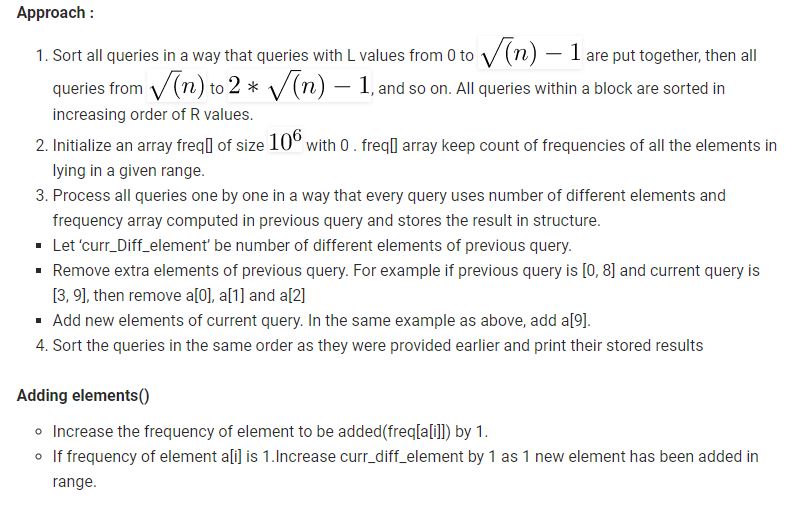 Approach :
1. Sort all queries in a way that queries with L values from 0 to √(n) − 1 are put together, then all
queries from √(n) to 2 * √(n) − 1, and so on. All queries within a block are sorted in
increasing order of R values.
2. Initialize an array freq[] of size 10^6 with 0 . freq[] array keep count of frequencies of all the elements in
lying in a given range.
3. Process all queries one by one in a way that every query uses number of different elements and
frequency array computed in previous query and stores the result in structure.
▪ Let ‘curr_Diff_element’ be number of different elements of previous query.
▪ Remove extra elements of previous query. For example if previous query is [0, 8] and current query is
[3, 9], then remove a[0], a[1] and a[2]
▪ Add new elements of current query. In the same example as above, add a[9].
4. Sort the queries in the same order as they were provided earlier and print their stored results
Adding elements()
○ Increase the frequency of element to be added(freq[a[i]]) by 1.
○ If frequency of element a[i] is 1.Increase curr_diff_element by 1 as 1 new element has been added in
range.